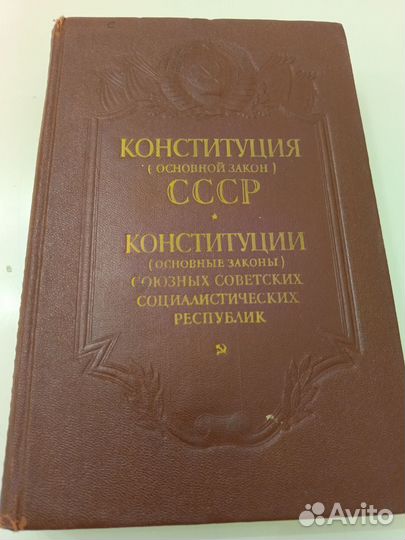 КОНСТИТУЦИЯ
(ОСНОВНОЙ ЗАКОН)
СССР
КОНСТИТУЦИИ
(ОСНОВНЫЕ ЗАКОНЫ)
СОЮЗНЫХ СОВЕТСКИХ
СОЦИАЛИСТИЧЕСКИХ
РЕСПУБЛИК
Avito